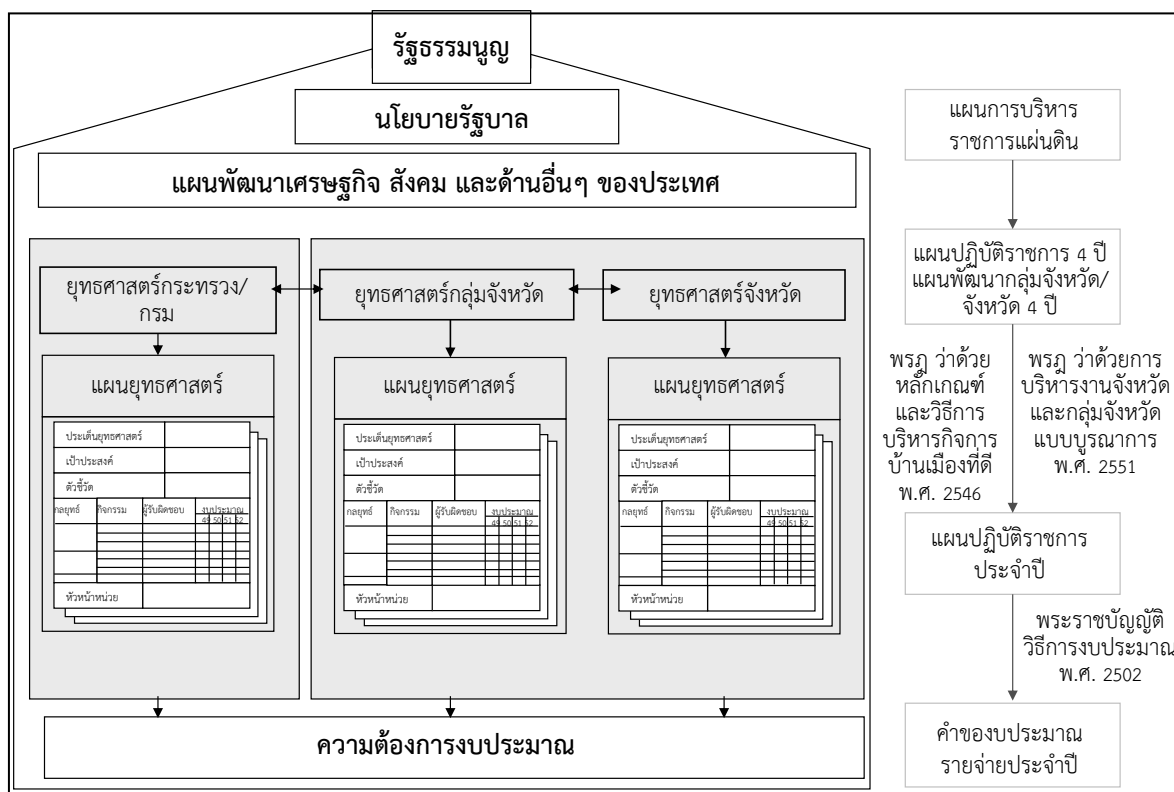 รัฐธรรมนูญ
นโยบายรัฐบาล
แผนพัฒนาเศรษฐกิจ สังคม และด้านอื่นๆ ของประเทศ
ยุทธศาสตร์กระทรวง/
กรม
ยุทธศาสตร์กลุ่มจังหวัด
ยุทธศาสตร์จังหวัด
แผนยุทธศาสตร์
ประเด็นยุทธศาสตร์
เป้าประสงค์
ตัวชี้วัด
กลยุทธ์ กิจกรรม ผู้รับผิดชอบ งบประมาณ
49 50 51 52
หัวหน้าหน่วย
แผนยุทธศาสตร์
ประเด็นยุทธศาสตร์
เป้าประสงค์
ตัวชี้วัด
กลยุทธ์ กิจกรรม ผู้รับผิดชอบ งบประมาณ
49 50 51 52
หัวหน้าหน่วย
แผนยุทธศาสตร์
ประเด็นยุทธศาสตร์
เป้าประสงค์
ตัวชี้วัด
กลยุทธ์ กิจกรรม ผู้รับผิดชอบ งบประมาณ
49 50 51 52
หัวหน้าหน่วย
ความต้องการงบประมาณ
แผนการบริหาร
ราชการแผ่นดิน
แผนปฏิบัติราชการ 4 ปี
แผนพัฒนากลุ่มจังหวัด/
จังหวัด 4 ปี
พรฎ ว่าด้วย
หลักเกณฑ์
และวิธีการ
บริหารกิจการ
บ้านเมืองที่ดี
พ.ศ. 2546
พรฎ ว่าด้วยการ
บริหารงานจังหวัด
และกลุ่มจังหวัด
แบบบูรณาการ
พ.ศ. 2551
แผนปฏิบัติราชการ
ประจำปี
พระราชบัญญัติ
วิธีการงบประมาณ
พ.ศ. 2502
คำของบประมาณ
รายจ่ายประจำปี